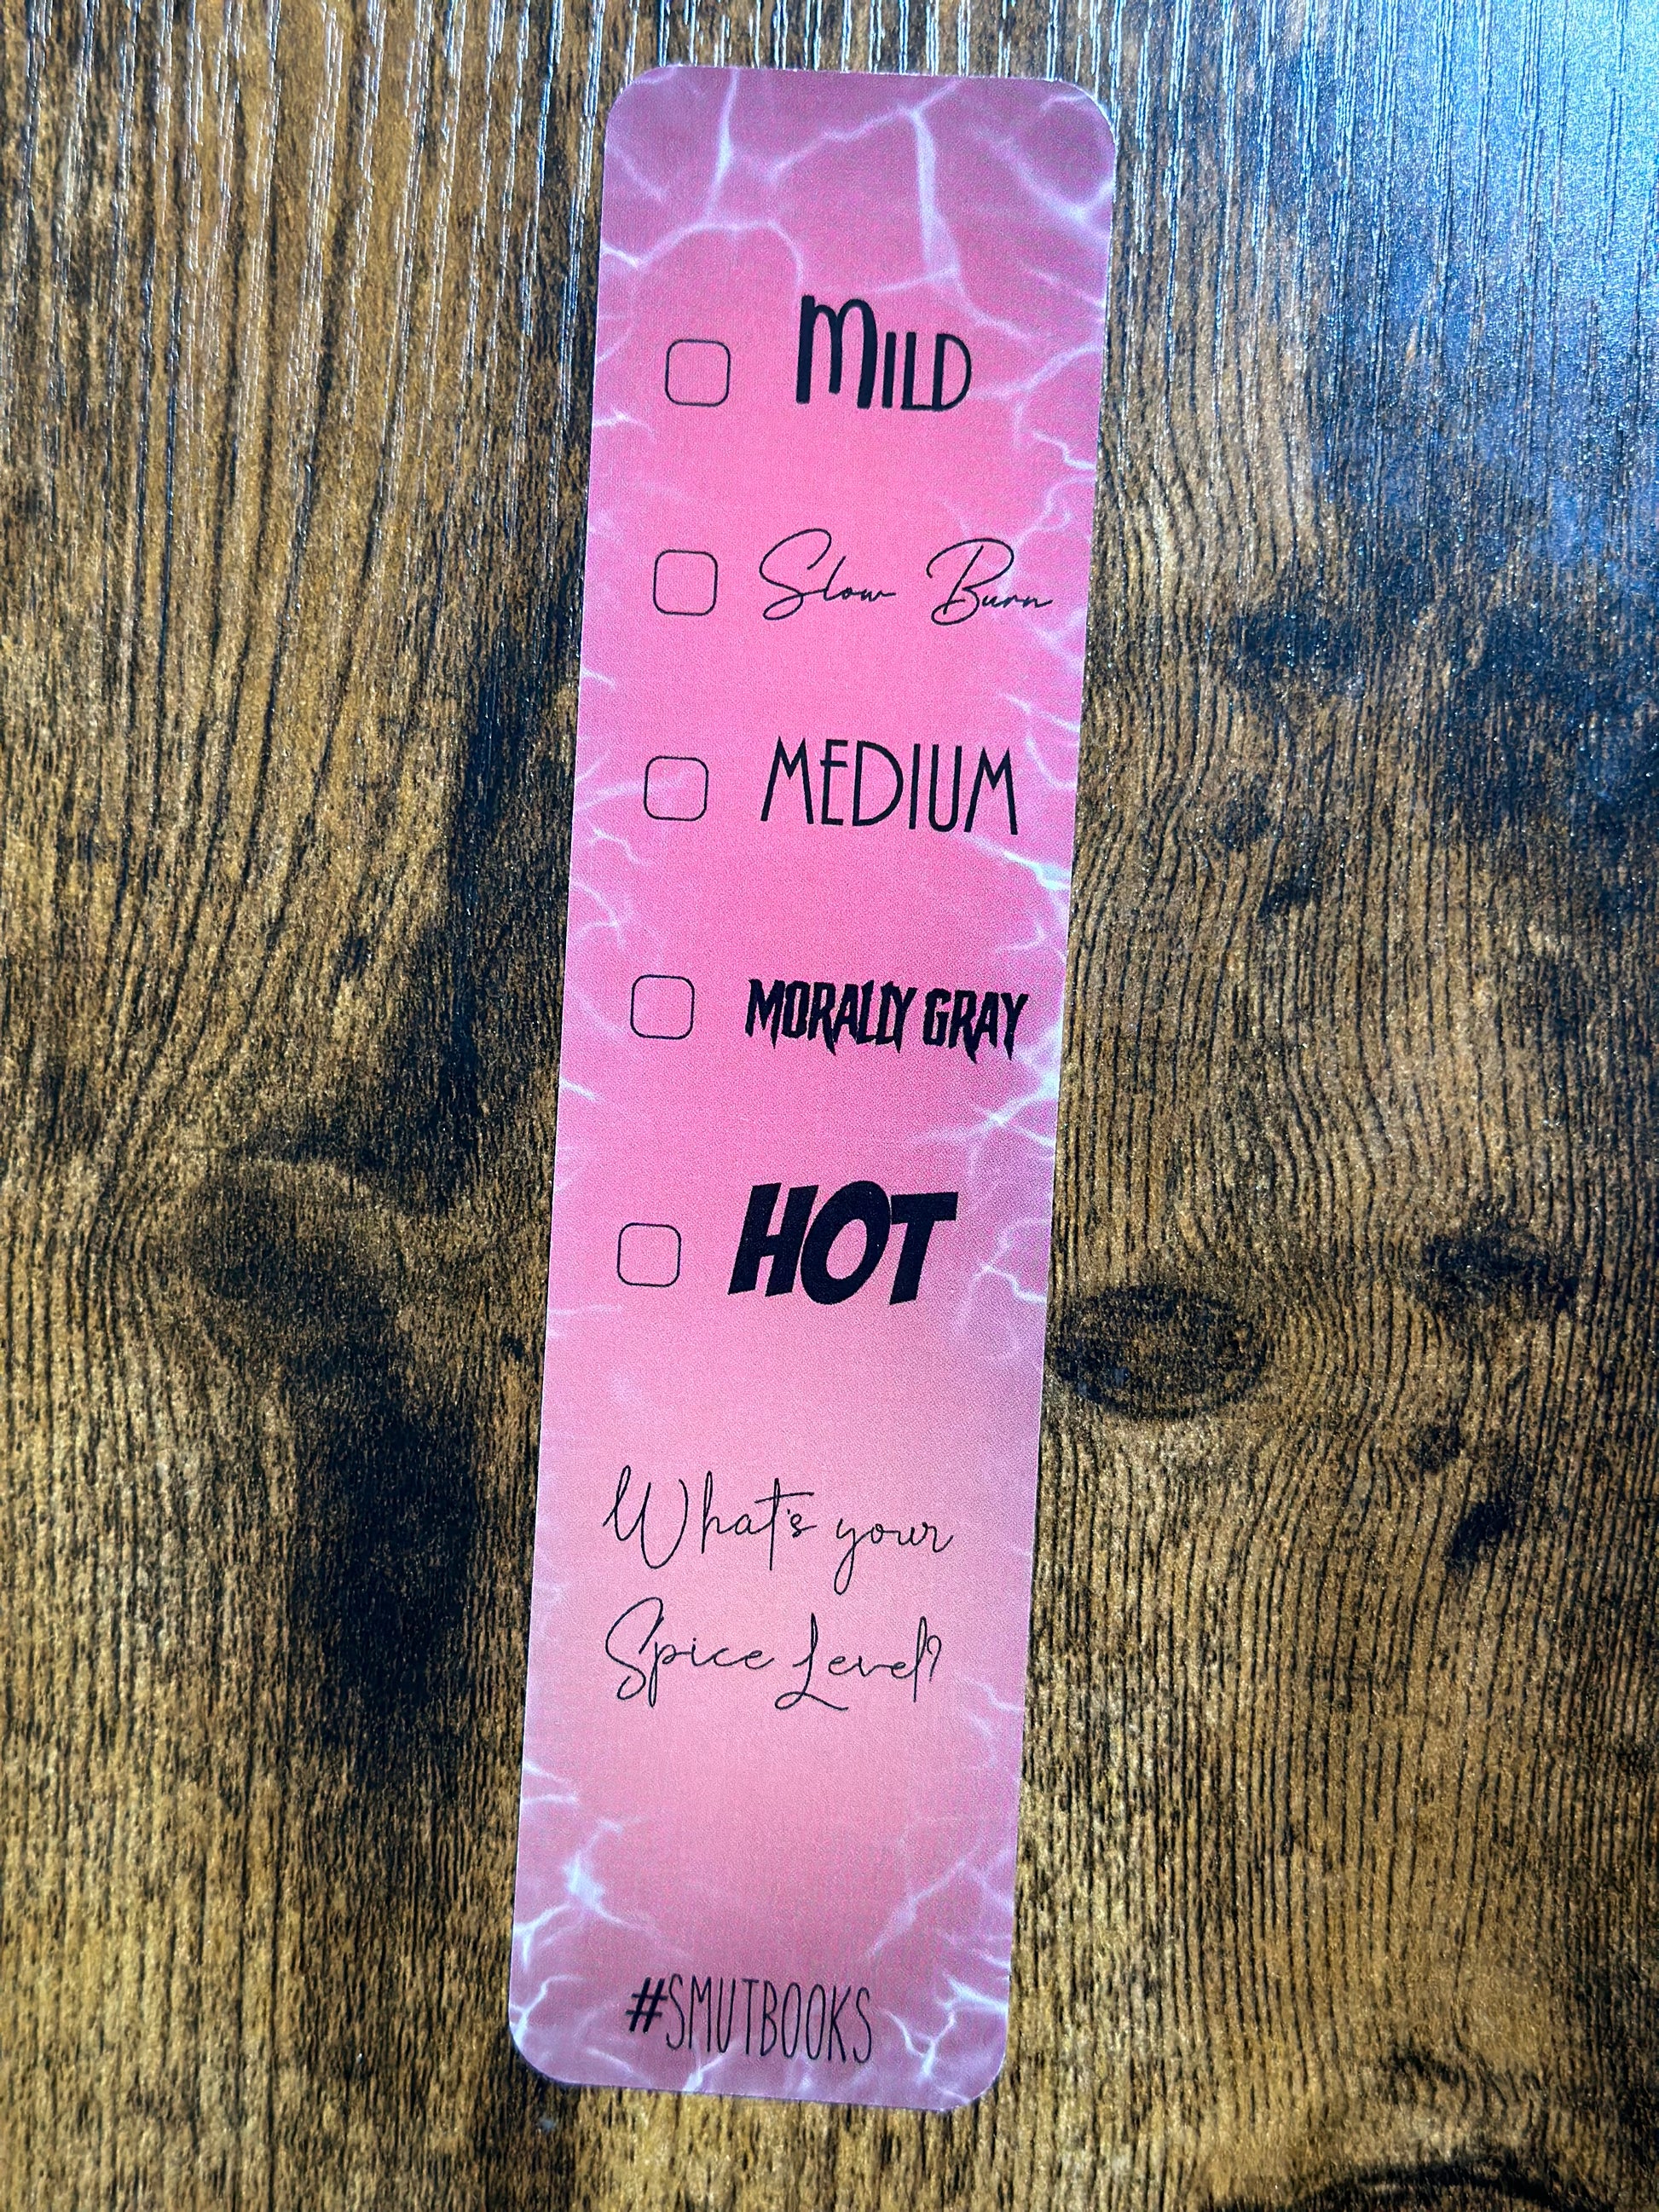 MILD
Slow Burn
MEDIUM
MORALLY GRAY
HOT
What's your
Spice Level?
#SMUTBOOKS